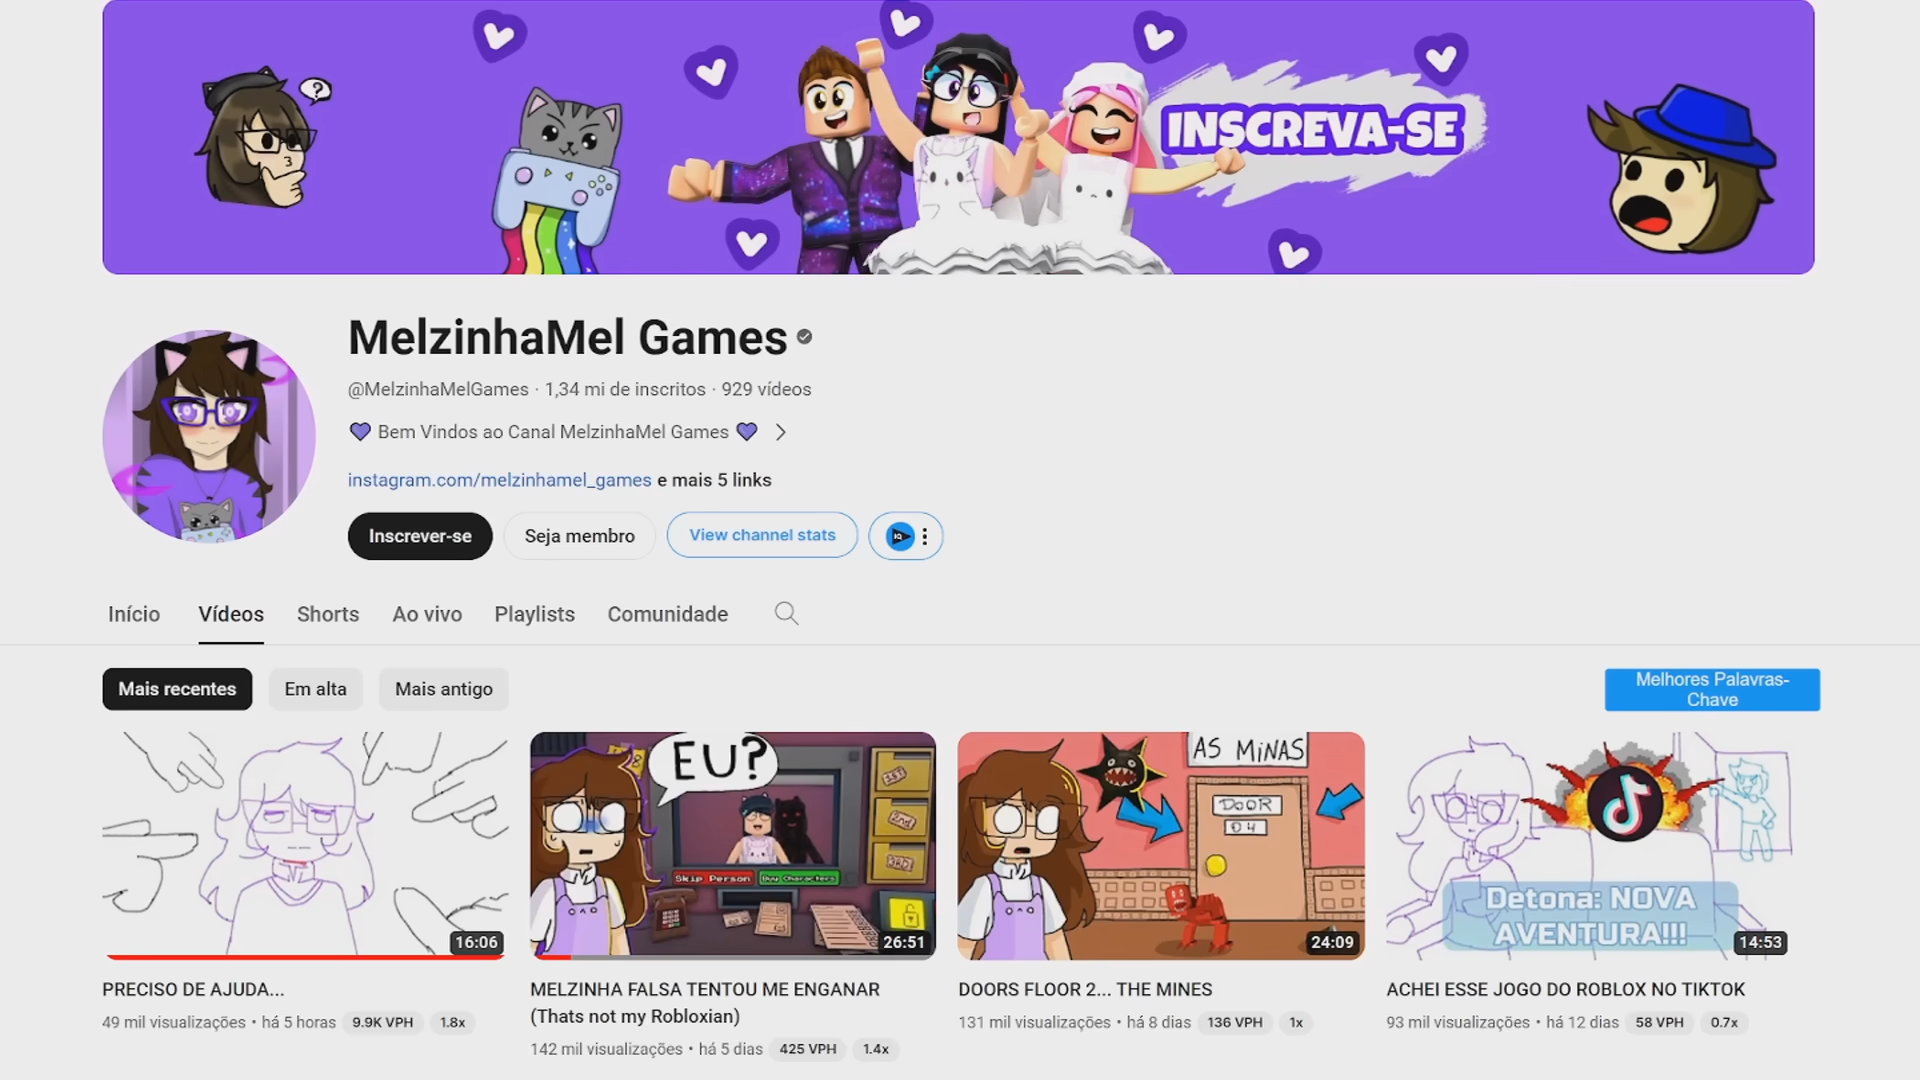 ?
INSCREVA-SE
MelzinhaMel Games
@MelzinhaMelGames · 1,34 mi de inscritos · 929 vídeos
💜 Bem Vindos ao Canal MelzinhaMel Games 💜
instagram.com/melzinhamel_games e mais 5 links
Inscrever-se
Seja membro
View channel stats
Início
Vídeos
Shorts
Ao vivo
Playlists
Comunidade
Mais recentes
Em alta
Mais antigo
Melhores Palavras-
Chave
16:06
EU?
Skip Person
Buy Characters
1ST
2nd
3RD
26:51
AS MINAS
DOOR
04
24:09
Detona: NOVA
AVENTURA!!!
14:53
PRECISO DE AJUDA...
49 mil visualizações • há 5 horas 9.9K VPH 1.8x
MELZINHA FALSA TENTOU ME ENGANAR
(Thats not my Robloxian)
142 mil visualizações • há 5 dias 425 VPH 1.4x
DOORS FLOOR 2... THE MINES
131 mil visualizações • há 8 dias 136 VPH 1x
ACHEI ESSE JOGO DO ROBLOX NO TIKTOK
93 mil visualizações • há 12 dias 58 VPH 0.7x